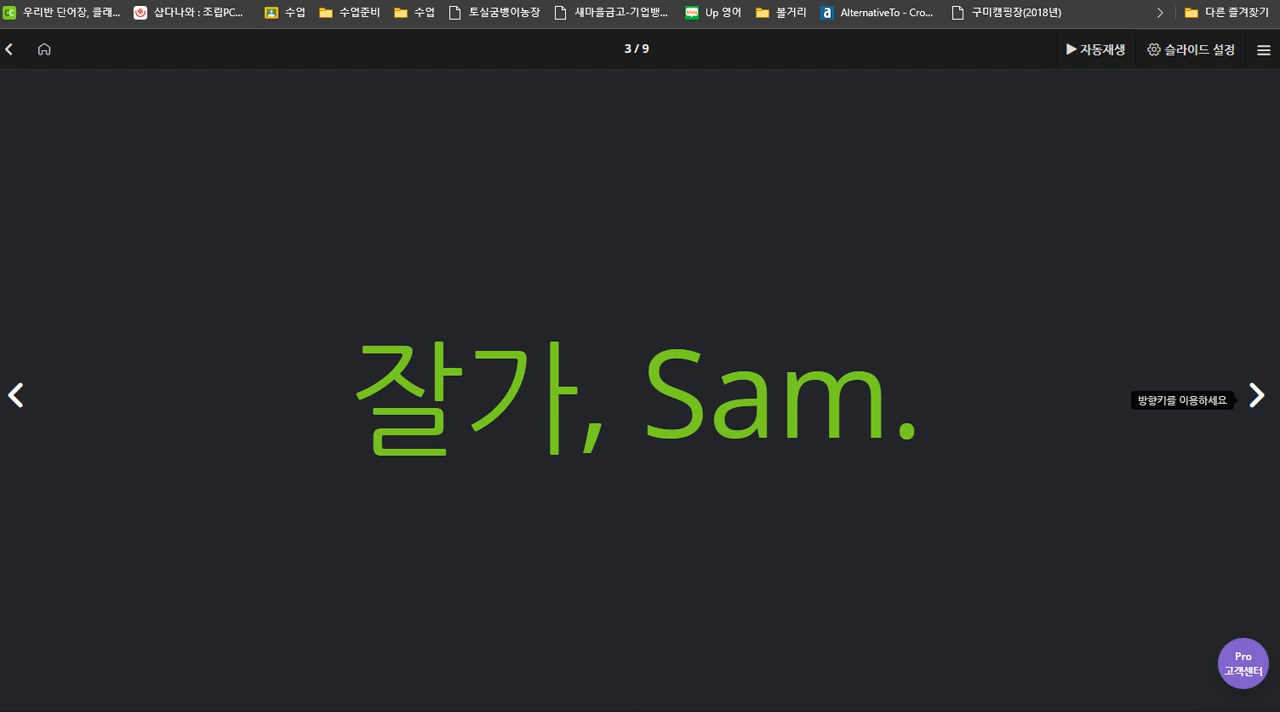 우리반 단어장, 클래... 샵다나와 : 조립PC... 수업 수업준비 수업 토실굼벵이농장 새마을금고-기업뱅... Up 영어 볼거리 AlternativeTo - Cro... 구미캠핑장(2018년) 다른 즐겨찾기
3 / 9 자동재생 슬라이드 설정
잘가, Sam.
방향키를 이용하세요
Pro
고객센터